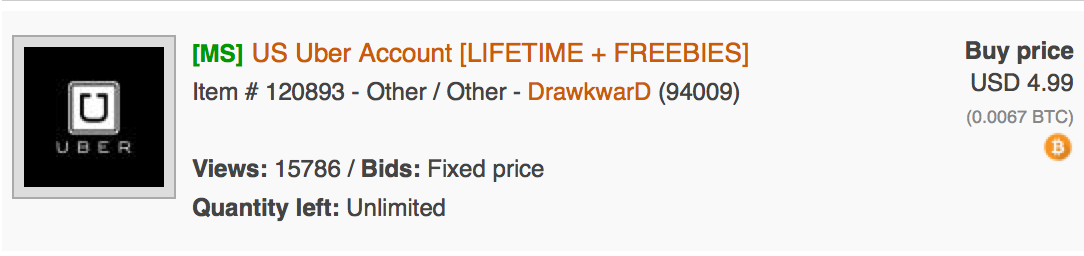 UBER
[MS] US Uber Account [LIFETIME + FREEBIES]
Item # 120893 - Other / Other - DrawkwarD (94009)
Views: 15786 / Bids: Fixed price
Quantity left: Unlimited
Buy price
USD 4.99
(0.0067 BTC)